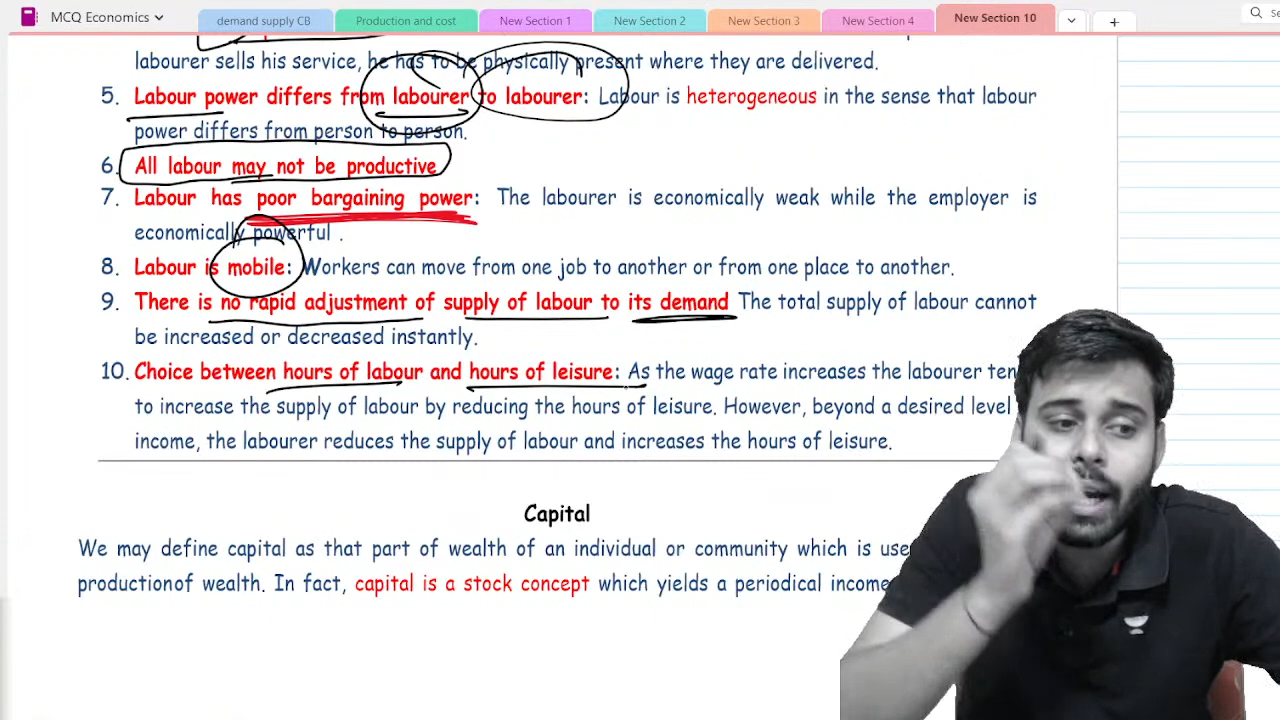 MCQ Economics
demand supply CB
Production and cost
New Section 1
New Section 2
New Section 3
New Section 4
New Section 10
labourer sells his service, he has to be physically present where they are delivered.
5. Labour power differs from labourer to labourer: Labour is heterogeneous in the sense that labour
power differs from person to person.
6. All labour may not be productive
7. Labour has poor bargaining power: The labourer is economically weak while the employer is
economically powerful .
8. Labour is mobile: Workers can move from one job to another or from one place to another.
9. There is no rapid adjustment of supply of labour to its demand The total supply of labour cannot
be increased or decreased instantly.
10. Choice between hours of labour and hours of leisure: As the wage rate increases the labourer
to increase the supply of labour by reducing the hours of leisure. However, beyond a desired level
income, the labourer reduces the supply of labour and increases the hours of leisure.
Capital
We may define capital as that part of wealth of an individual or community which is
productionof wealth. In fact, capital is a stock concept which yields a periodical income